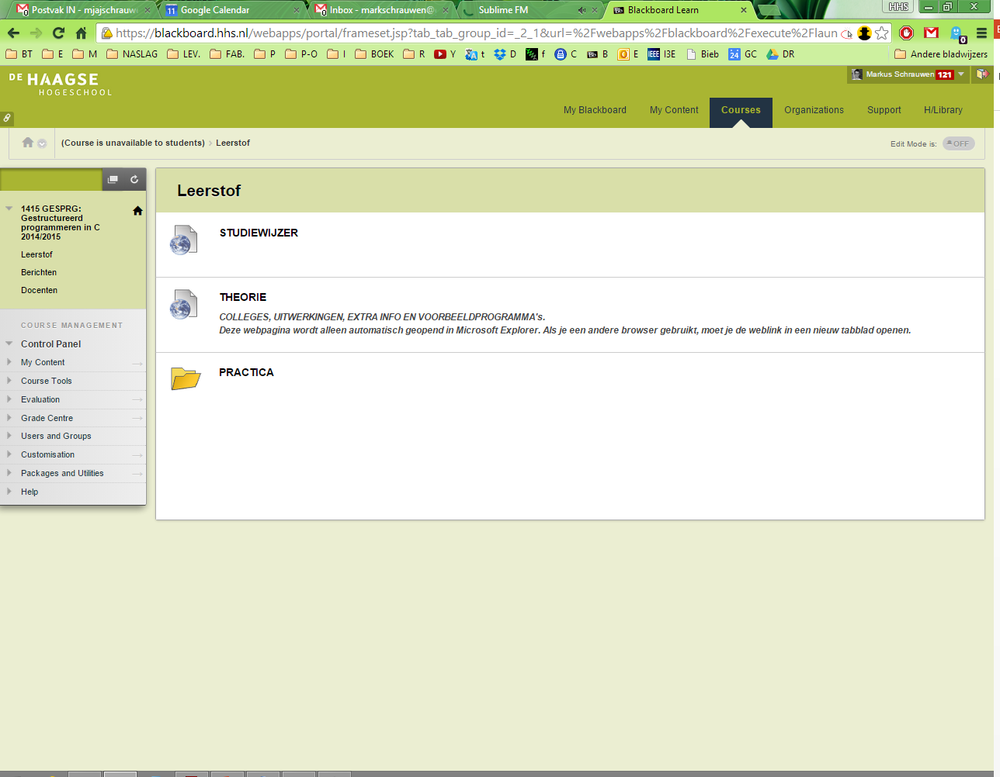 Postvak IN - mjajschrauw
Google Calendar
Inbox - markschrauwen@
Sublime FM
Blackboard Learn
HHS
https://blackboard.hhs.nl/webapps/portal/frameset.jsp?tab_tab_group_id=_2_1&url=%2Fwebapps%2Fblackboard%2Fexecute%2Flaun
BT E M NASLAG LEV. FAB. P P-O I BOEK R Y t D f C Bb B E IEEE I3E Bieb 24 GC DR Andere bladwijzers
DE HAAGSE
HOGESCHOOL
Markus Schrauwen 121
My Blackboard My Content Courses Organizations Support H/Library
(Course is unavailable to students) > Leerstof
Edit Mode is: OFF
1415 GESPRG:
Gestructureerd
programmeren in C
2014/2015
Leerstof
Berichten
Docenten
COURSE MANAGEMENT
Control Panel
My Content
Course Tools
Evaluation
Grade Centre
Users and Groups
Customisation
Packages and Utilities
Help
Leerstof
STUDIEWIJZER
THEORIE
COLLEGES, UITWERKINGEN, EXTRA INFO EN VOORBEELDPROGRAMMA's.
Deze webpagina wordt alleen automatisch geopend in Microsoft Explorer. Als je een andere browser gebruikt, moet je de weblink in een nieuw tabblad openen.
PRACTICA